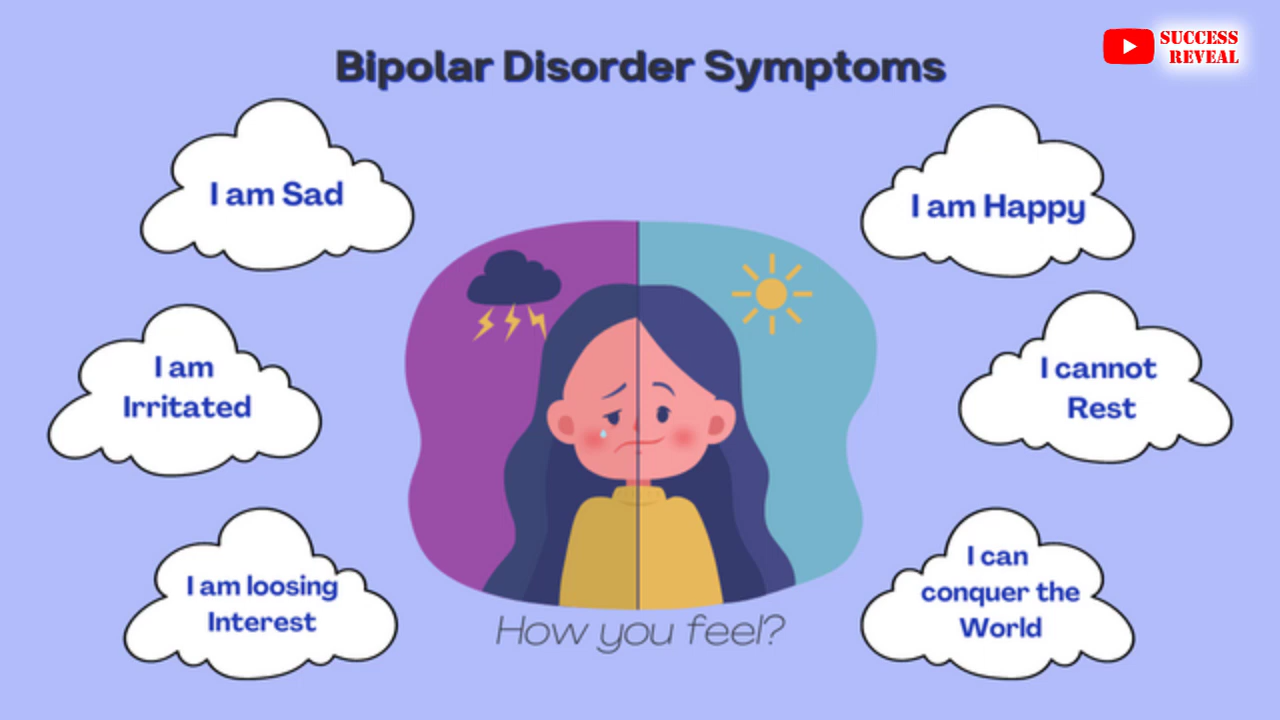 Bipolar Disorder Symptoms
SUCCESS
REVEAL
I am Sad
I am Happy
I am
Irritated
I cannot
Rest
I am loosing
Interest
I can
conquer the
World
How you feel?